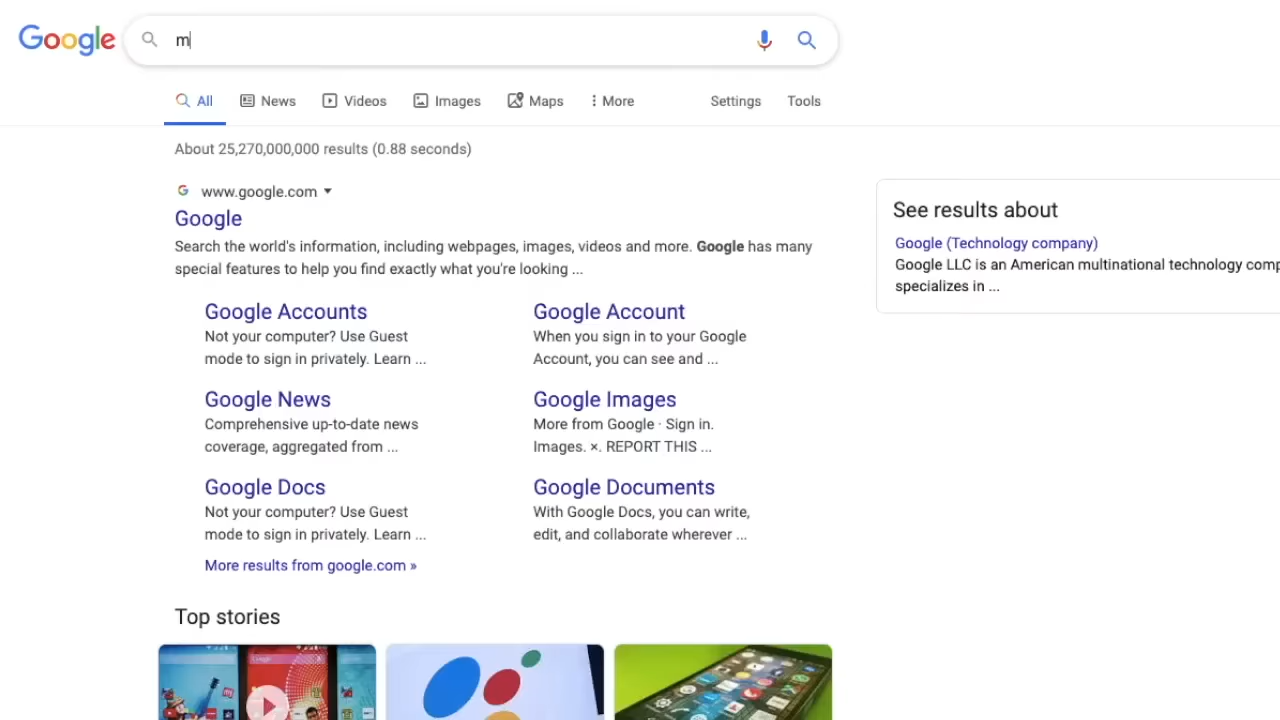 Google
m
All News Videos Images Maps More Settings Tools
About 25,270,000,000 results (0.88 seconds)
www.google.com
Google
Search the world's information, including webpages, images, videos and more. Google has many
special features to help you find exactly what you're looking ...
Google Accounts
Not your computer? Use Guest
mode to sign in privately. Learn ...
Google Account
When you sign in to your Google
Account, you can see and ...
Google News
Comprehensive up-to-date news
coverage, aggregated from ...
Google Images
More from Google · Sign in.
Images. ×. REPORT THIS ...
Google Docs
Not your computer? Use Guest
mode to sign in privately. Learn ...
Google Documents
With Google Docs, you can write,
edit, and collaborate wherever ...
More results from google.com »
Top stories
See results about
Google (Technology company)
Google LLC is an American multinational technology comp
specializes in ...